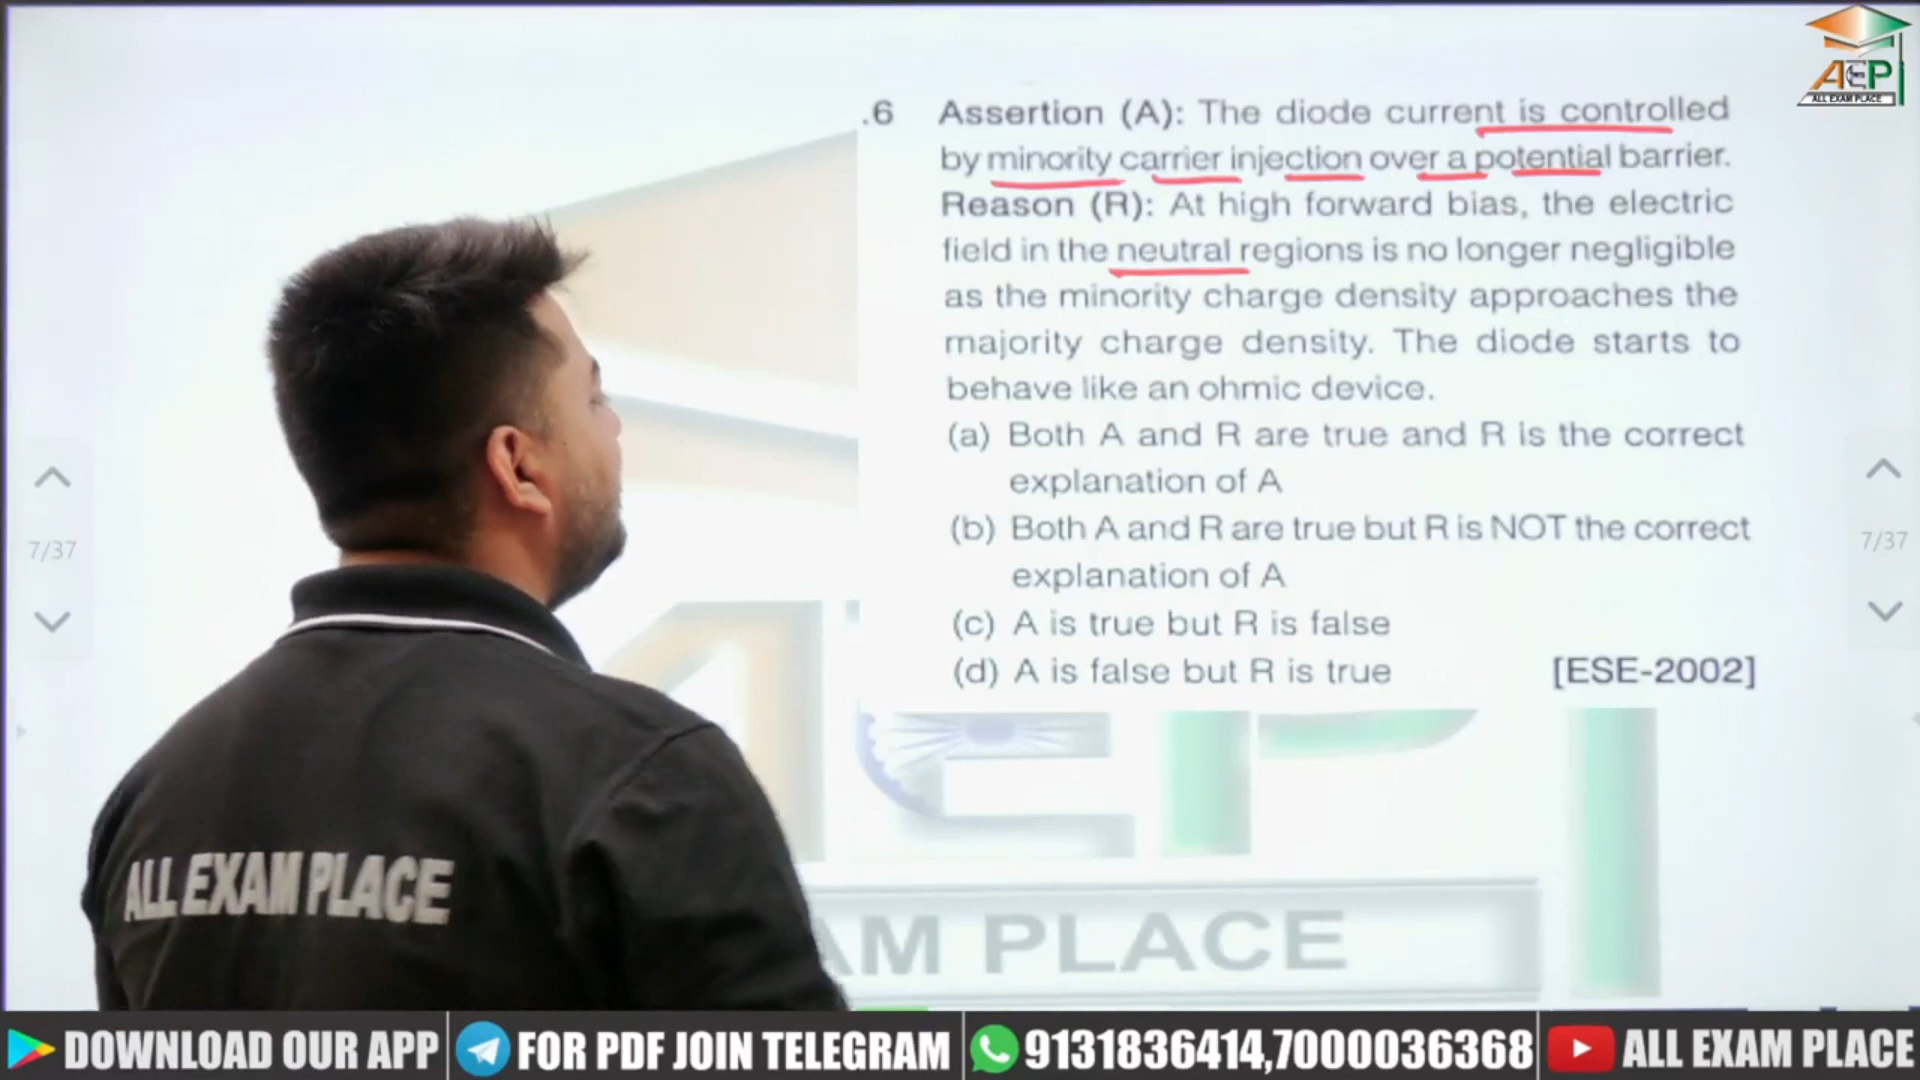 AEP
ALL EXAM PLACE
.6 Assertion (A): The diode current is controlled
by minority carrier injection over a potential barrier.
Reason (R): At high forward bias, the electric
field in the neutral regions is no longer negligible
as the minority charge density approaches the
majority charge density. The diode starts to
behave like an ohmic device.
(a) Both A and R are true and R is the correct
explanation of A
(b) Both A and R are true but R is NOT the correct
explanation of A
(c) A is true but R is false
(d) A is false but R is true [ESE-2002]
7/37
7/37
ALL EXAM PLACE
AM PLACE
DOWNLOAD OUR APP
FOR PDF JOIN TELEGRAM
9131836414,7000036368
ALL EXAM PLACE